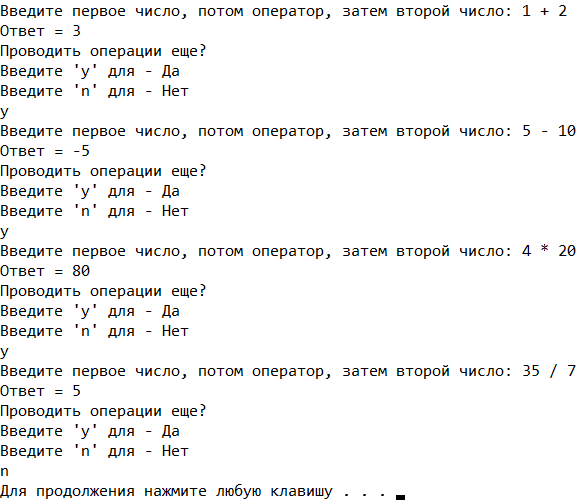 Введите первое число, потом оператор, затем второй число: 1 + 2
Ответ = 3
Проводить операции еще?
Введите 'y' для - Да
Введите 'n' для - Нет
y
Введите первое число, потом оператор, затем второй число: 5 - 10
Ответ = -5
Проводить операции еще?
Введите 'y' для - Да
Введите 'n' для - Нет
y
Введите первое число, потом оператор, затем второй число: 4 * 20
Ответ = 80
Проводить операции еще?
Введите 'y' для - Да
Введите 'n' для - Нет
y
Введите первое число, потом оператор, затем второй число: 35 / 7
Ответ = 5
Проводить операции еще?
Введите 'y' для - Да
Введите 'n' для - Нет
n
Для продолжения нажмите любую клавишу . . .